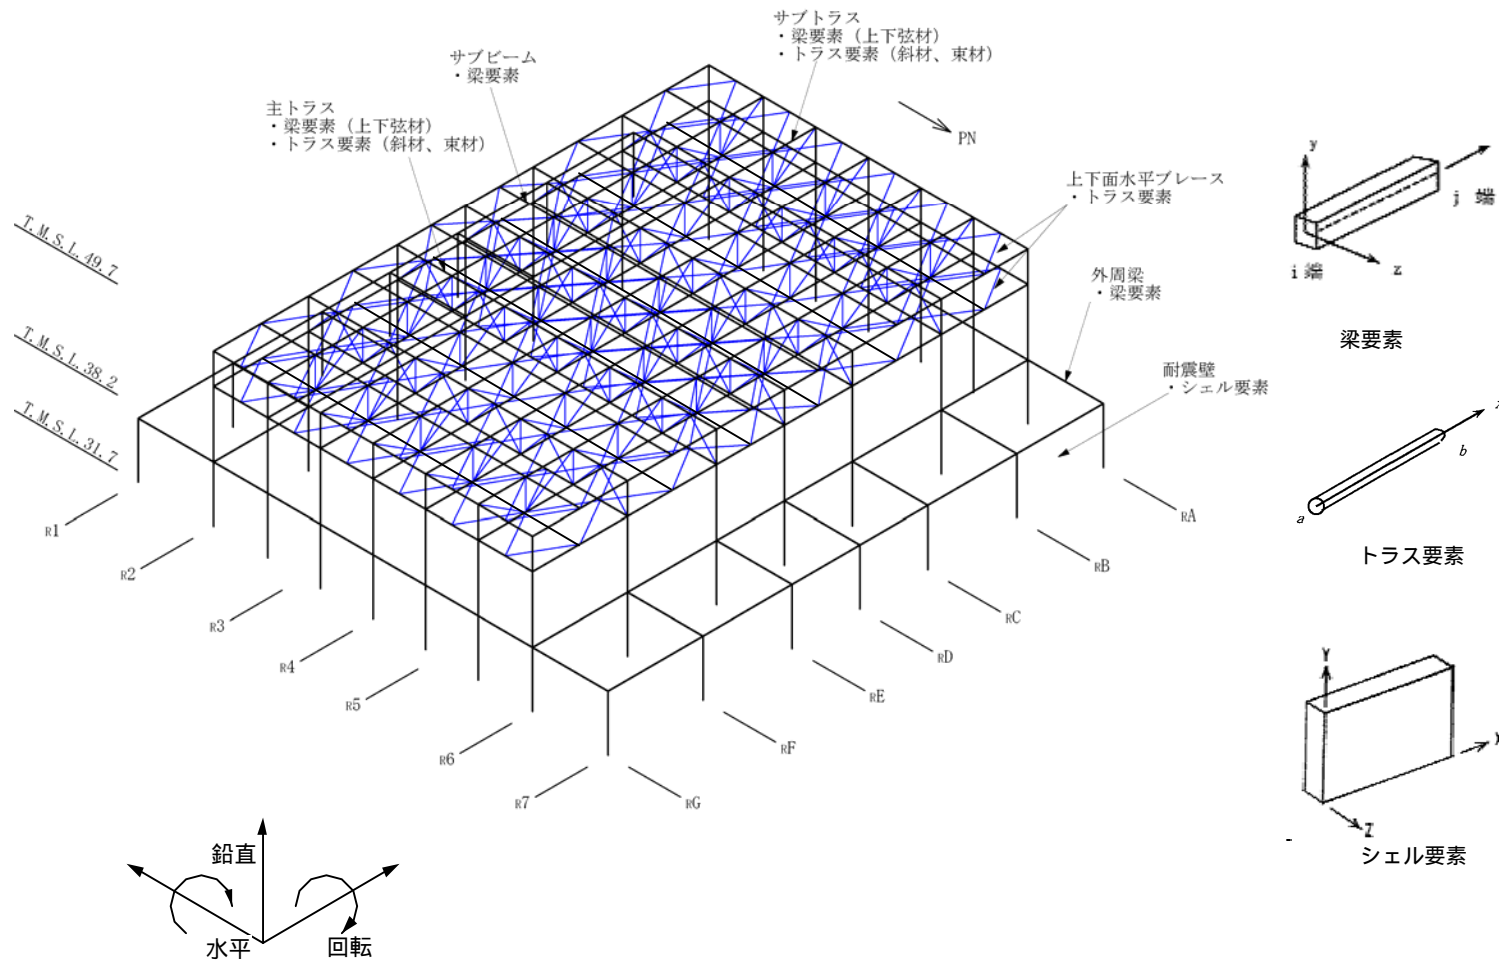 サブトラス
・梁要素（上下弦材）
・トラス要素（斜材、束材）
サブビーム
・梁要素
主トラス
・梁要素（上下弦材）
・トラス要素（斜材、束材）
PN
上下面水平ブレース
・トラス要素
外周梁
・梁要素
耐震壁
・シェル要素
T.M.S.L.49.7
T.M.S.L.38.2
T.M.S.L.31.7
R1
R2
R3
R4
R5
R6
R7
RA
RB
RC
RD
RE
RF
RG
鉛直
水平
回転
y
j 端
i 端
z
梁要素
b
a
トラス要素
Y
Z
シェル要素